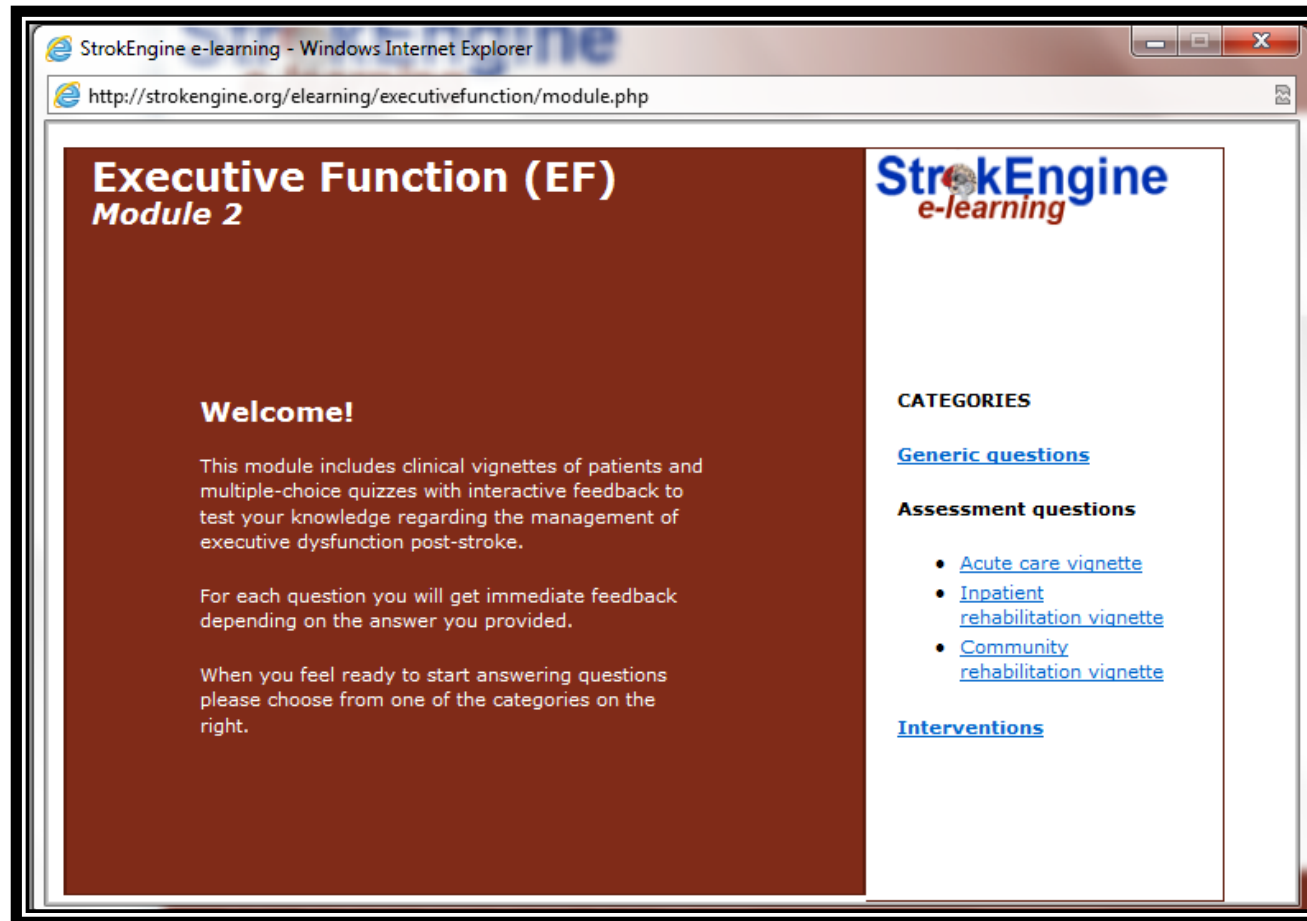 StrokEngine e-learning - Windows Internet Explorer
http://strokengine.org/elearning/executivefunction/module.php
Executive Function (EF)
Module 2
Welcome!
This module includes clinical vignettes of patients and
multiple-choice quizzes with interactive feedback to
test your knowledge regarding the management of
executive dysfunction post-stroke.
For each question you will get immediate feedback
depending on the answer you provided.
When you feel ready to start answering questions
please choose from one of the categories on the
right.
StrokEngine
e-learning
CATEGORIES
Generic questions
Assessment questions
• Acute care vignette
• Inpatient
rehabilitation vignette
• Community
rehabilitation vignette
Interventions